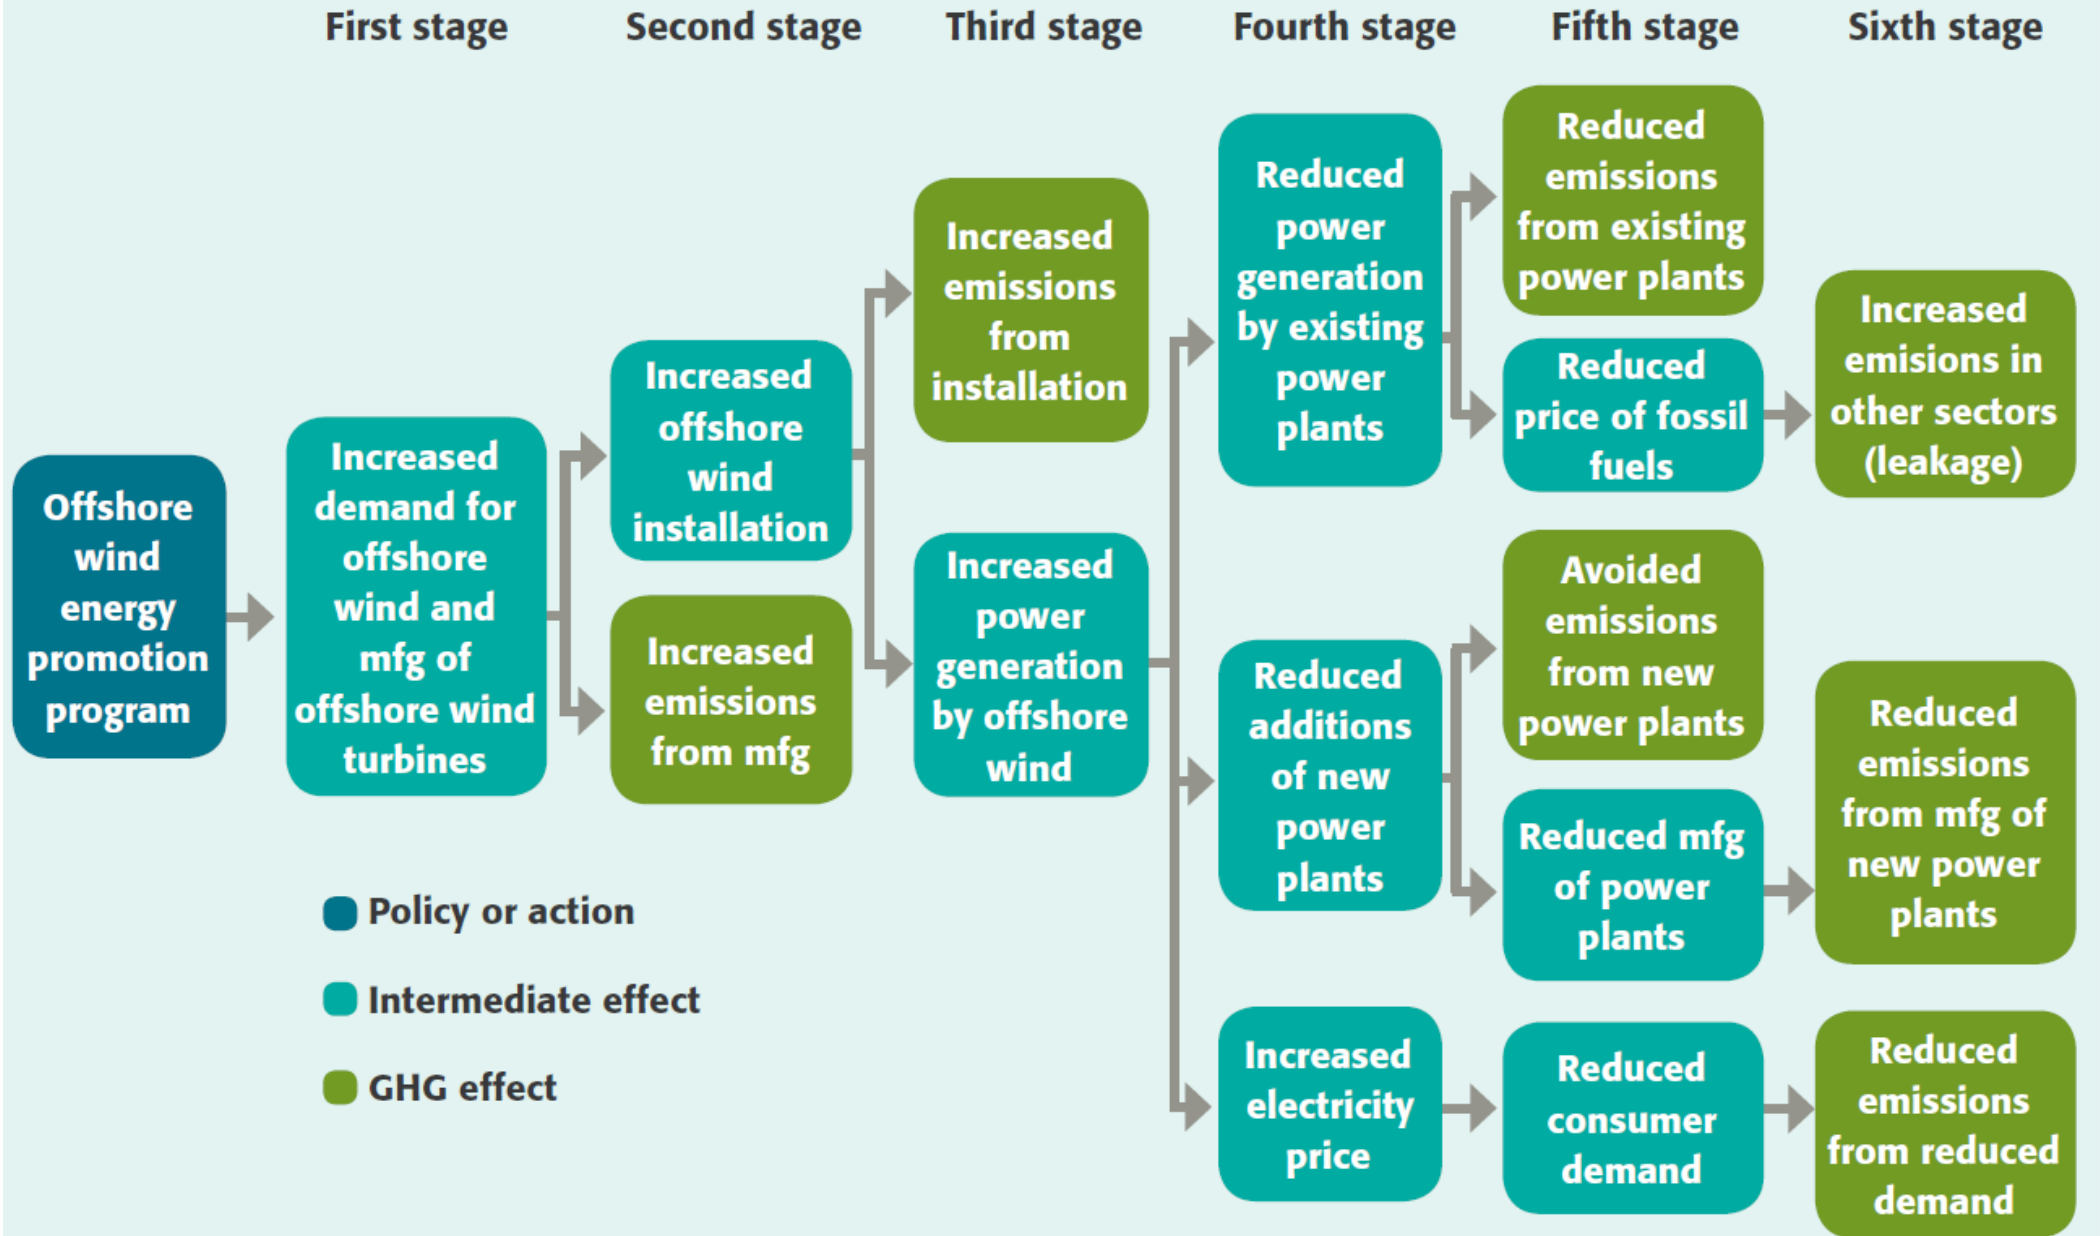 First stage
Second stage
Third stage
Fourth stage
Fifth stage
Sixth stage
Offshore
wind
energy
promotion
program
Increased
demand for
offshore
wind and
mfg of
offshore wind
turbines
Increased
offshore
wind
installation
Increased
emissions
from mfg
Increased
emissions
from
installation
Increased
power
generation
by offshore
wind
Reduced
power
generation
by existing
power
plants
Reduced
additions
of new
power
plants
Increased
electricity
price
Reduced
emissions
from existing
power plants
Reduced
price of fossil
fuels
Avoided
emissions
from new
power plants
Reduced mfg
of power
plants
Reduced
consumer
demand
Increased
emisions in
other sectors
(leakage)
Reduced
emissions
from mfg of
new power
plants
Reduced
emissions
from reduced
demand
Policy or action
Intermediate effect
GHG effect